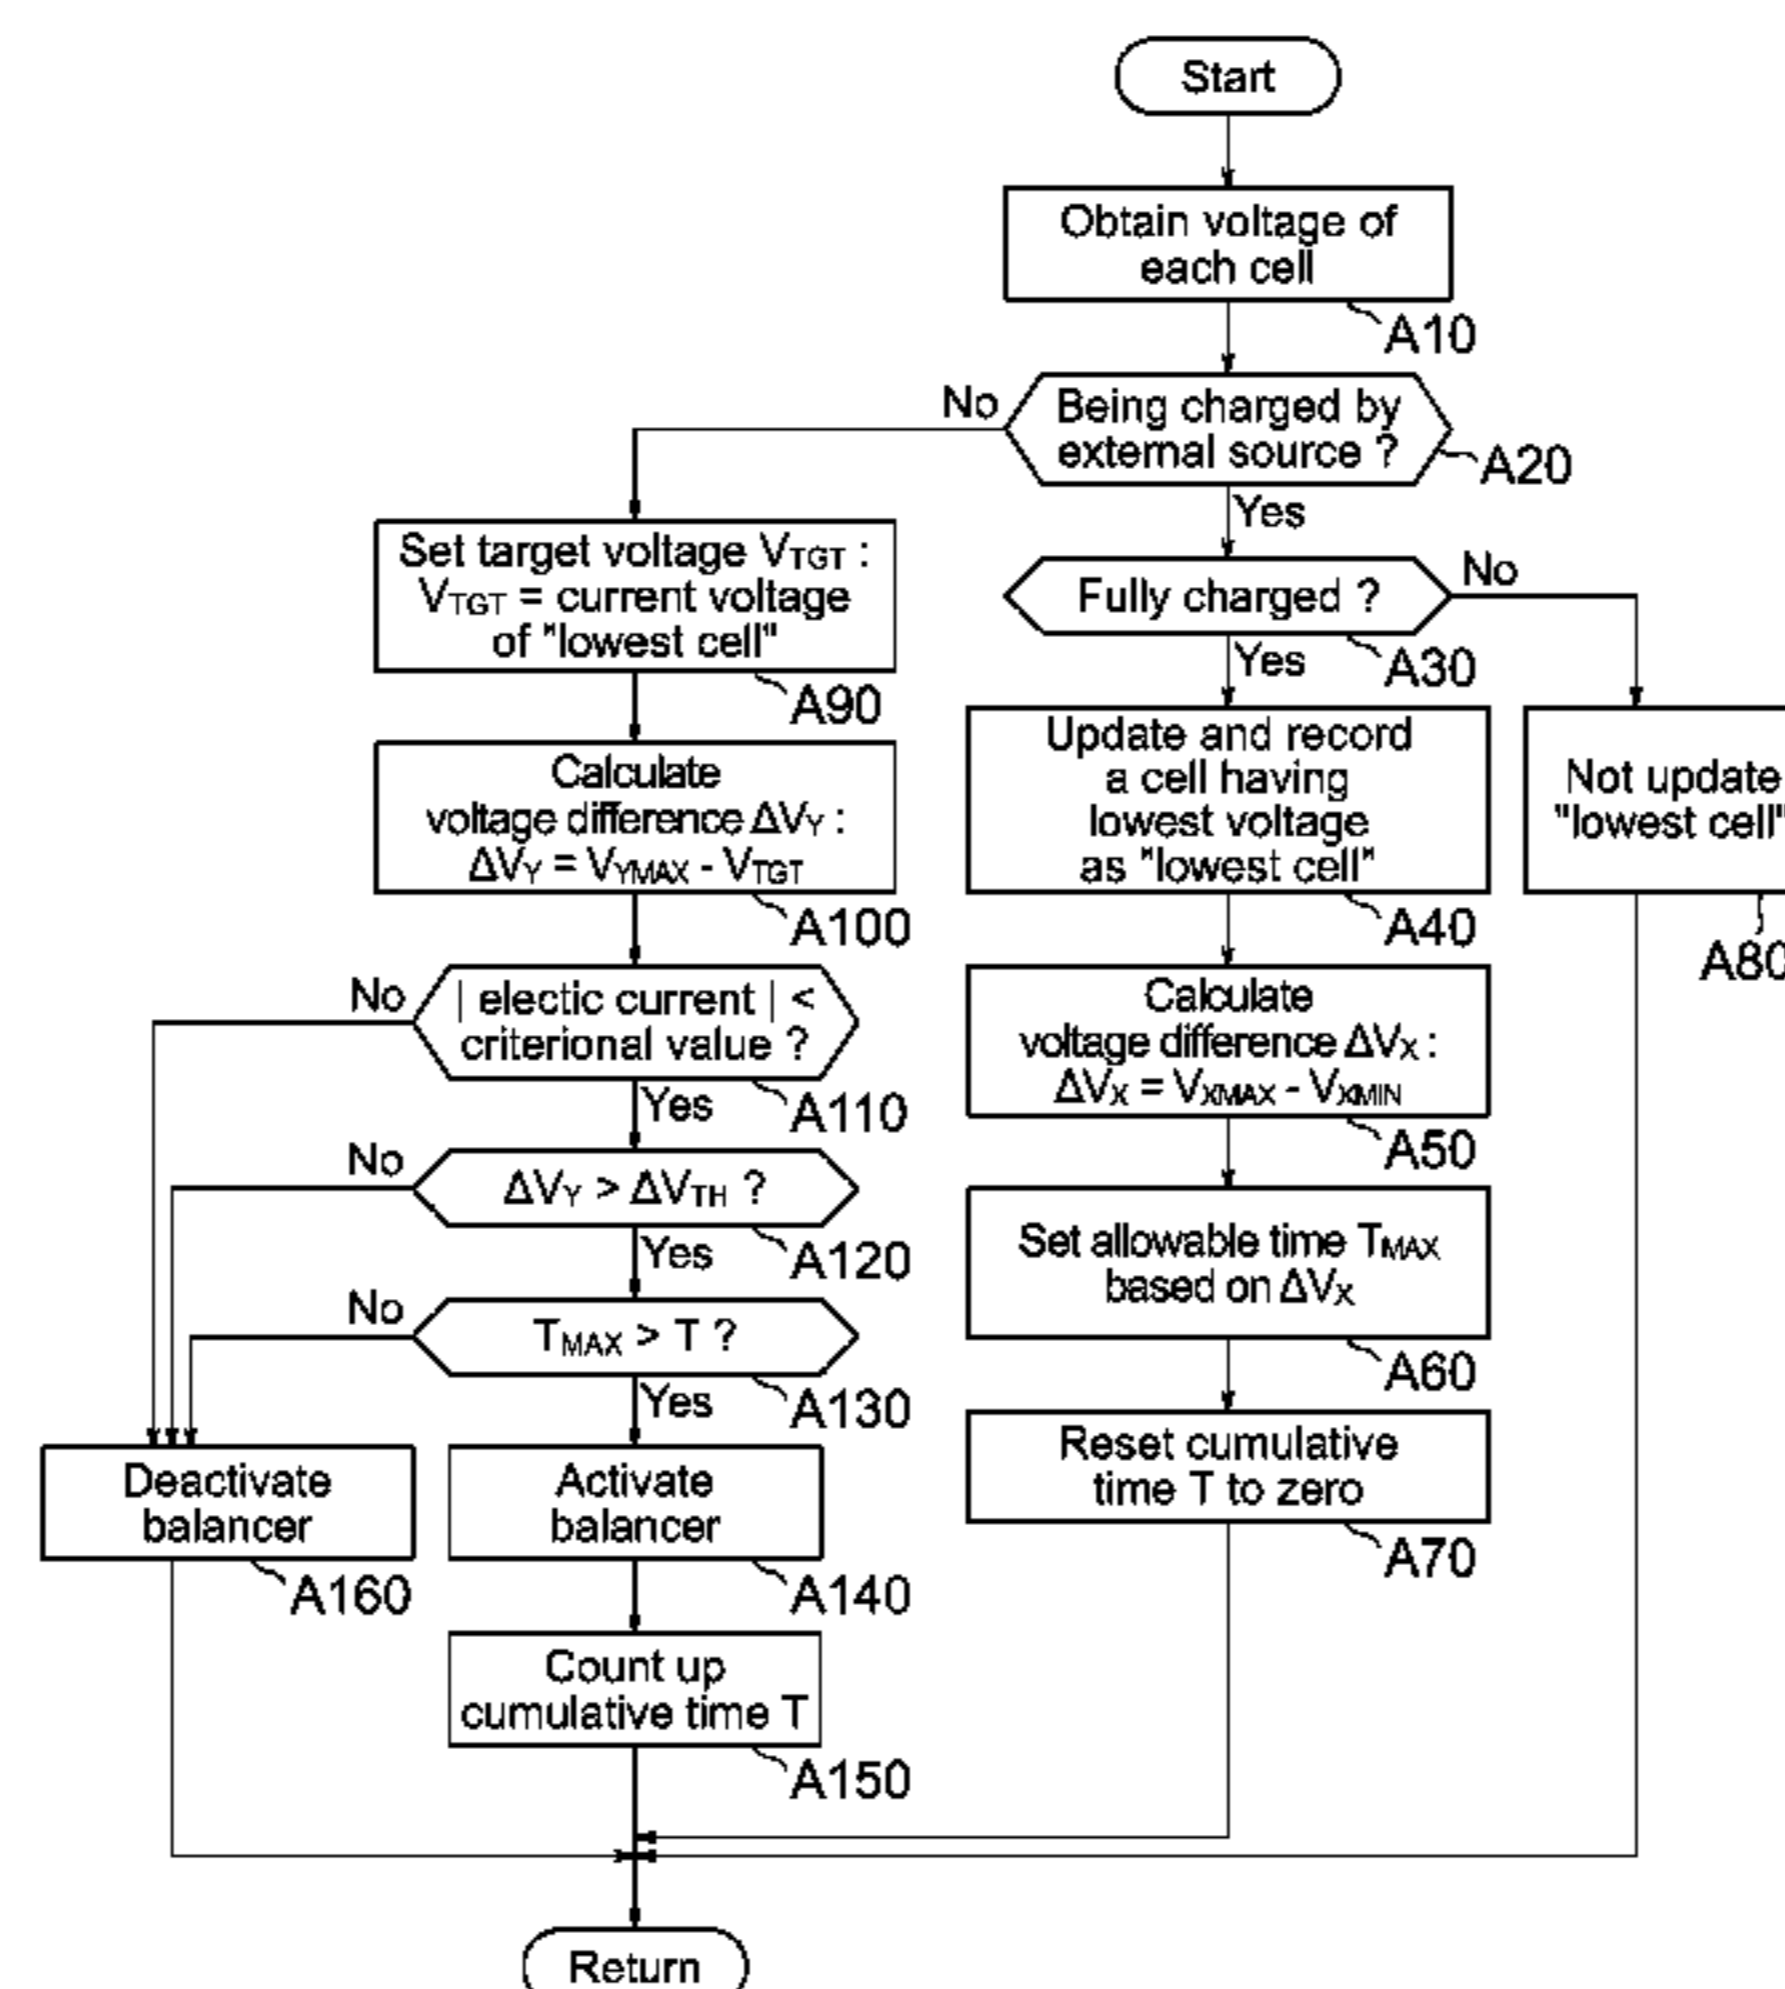 Start
Obtain voltage of
each cell
A10
Being charged by
external source ?
A20
No
Yes
Set target voltage VTGT :
VTGT = current voltage
of "lowest cell"
A90
Fully charged ?
A30
No
Yes
Calculate
voltage difference ΔVY :
ΔVY = VYMAX - VTGT
A100
Update and record
a cell having
lowest voltage
as "lowest cell"
A40
Not update
"lowest cell"
A80
| electic current | <
criterional value ?
A110
No
Yes
Calculate
voltage difference ΔVX :
ΔVX = VXMAX - VXMIN
A50
ΔVY > ΔVTH ?
A120
No
Yes
Set allowable time TMAX
based on ΔVX
A60
TMAX > T ?
A130
No
Yes
Reset cumulative
time T to zero
A70
Deactivate
balancer
A160
Activate
balancer
A140
Count up
cumulative time T
A150
Return